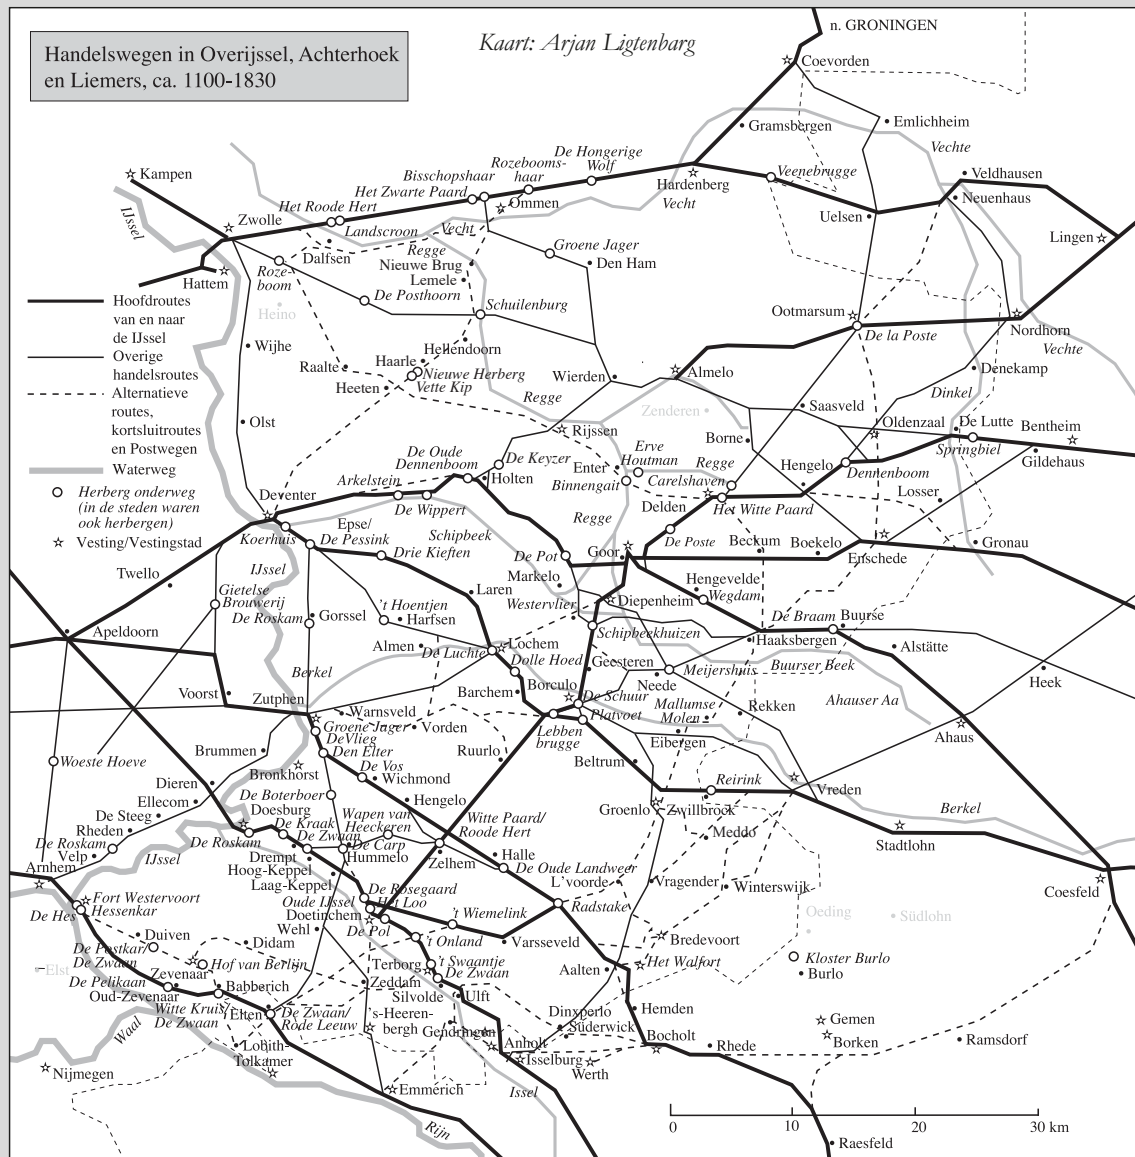 Handelswegen in Overijssel, Achterhoek
en Liemers, ca. 1100-1830
Kaart: Arjan Ligtenbarg
n. GRONINGEN
Coevorden
Gramsbergen
Emlichheim
Vechte
De Hongerige
Wolf
Rozebooms-
haar
Bisschopshaar
Het Zwarte Paard
Ommen
Hardenberg
Vecht
Veenebrugge
Veldhausen
Neuenhaus
Uelsen
Lingen
Kampen
IJssel
Zwolle
Het Roode Hert
Landscroon
Dalfsen
Vecht
Regge
Nieuwe Brug
Lemele
Groene Jager
Den Ham
Hattem
Roze-
boom
De Posthoorn
Schuilenburg
Heino
Hoofdroutes
van en naar
de IJssel
Overige
handelsroutes
Alternatieve
routes,
kortsluitroutes
en Postwegen
Waterweg
Herberg onderweg
(in de steden waren
ook herbergen)
Vesting/Vestingstad
Ootmarsum
De la Poste
Nordhorn
Vechte
Wijhe
Raalte
Haarle
Hellendoorn
Nieuwe Herberg
Vette Kip
Heeten
Wierden
Almelo
Denekamp
Dinkel
Regge
Zenderen
Saasveld
Olst
Rijssen
Borne
Oldenzaal
De Lutte
Bentheim
Springbiel
Gildehaus
De Oude
Dennenboom
De Keyzer
Enter
Erve
Houtman
Regge
Hengelo
Dennenboom
Arkelstein
Holten
Binnengait
Carelshaven
Losser
Deventer
De Wippert
Delden
Het Witte Paard
Koerhuis
Epse/
De Pessink
Schipbeek
Drie Kieften
Regge
De Poste
Beckum
Boekelo
Enschede
Gronau
De Pot
Goor
Twello
IJssel
Markelo
Hengevelde
Gietelse
Brouwerij
Laren
Westervlier
Diepenheim
Wegdam
De Roskam
Gorssel
't Hoentjen
Harfsen
De Braam
Buurse
Apeldoorn
Schipbeekhuizen
Haaksbergen
Almen
De Luchte
Lochem
Dolle Hoed
Geesteren
Meijershuis
Buurser Beek
Alstätte
Heek
Berkel
Barchem
Borculo
De Schuur
Neede
Mallumse
Molen
Rekken
Ahauser Aa
Voorst
Zutphen
Warnsveld
Groene Jager
Vorden
Platvoet
Lebben
brugge
Eibergen
Ahaus
De Vlieg
Den Elter
Brummen
Ruurlo
Beltrum
Woeste Hoeve
De Vos
Wichmond
Bronkhorst
Reirink
Vreden
Dieren
De Boterboer
Hengelo
Ellecom
Doesburg
Groenlo
Zwillbrock
Berkel
De Steeg
De Kraak
Wapen van
Heeckeren
Witte Paard/
Roode Hert
Rheden
De Zwaan
De Roskam
De Roskam
De Carp
Meddo
Stadtlohn
Velp
IJssel
Drempt
Hummelo
Zelhem
Halle
Arnhem
Hoog-Keppel
De Oude Landweer
Coesfeld
Laag-Keppel
L'voorde
Vragender
Winterswijk
Fort Westervoort
Hessenkar
De Hes
De Rosegaard
Oude IJssel
Het Loo
Doetinchem
't Wiemelink
Radstake
Oeding
Südlohn
Duiven
Wehl
De Pol
Didam
't Onland
Varsseveld
Bredevoort
De Postkar/
De Zwaan
Elst
Zevenaar
Hof van Berlijn
Terborg
't Swaantje
De Zwaan
Aalten
Het Walfort
Kloster Burlo
Burlo
De Pelikaan
Babberich
Zeddam
Silvolde
Ulft
Oud-Zevenaar
Witte Kruis/
De Zwaan
Elten
De Zwaan/
Rode Leeuw
's-Heeren-
bergh
Dinxperlo
Hemden
Süderwick
Gemen
Waal
Gendringen
Bocholt
Borken
Lobith-
Tolkamer
Anholt
Isselburg
Rhede
Ramsdorf
Nijmegen
Werth
Emmerich
Issel
Rijn
0
10
20
30 km
Raesfeld